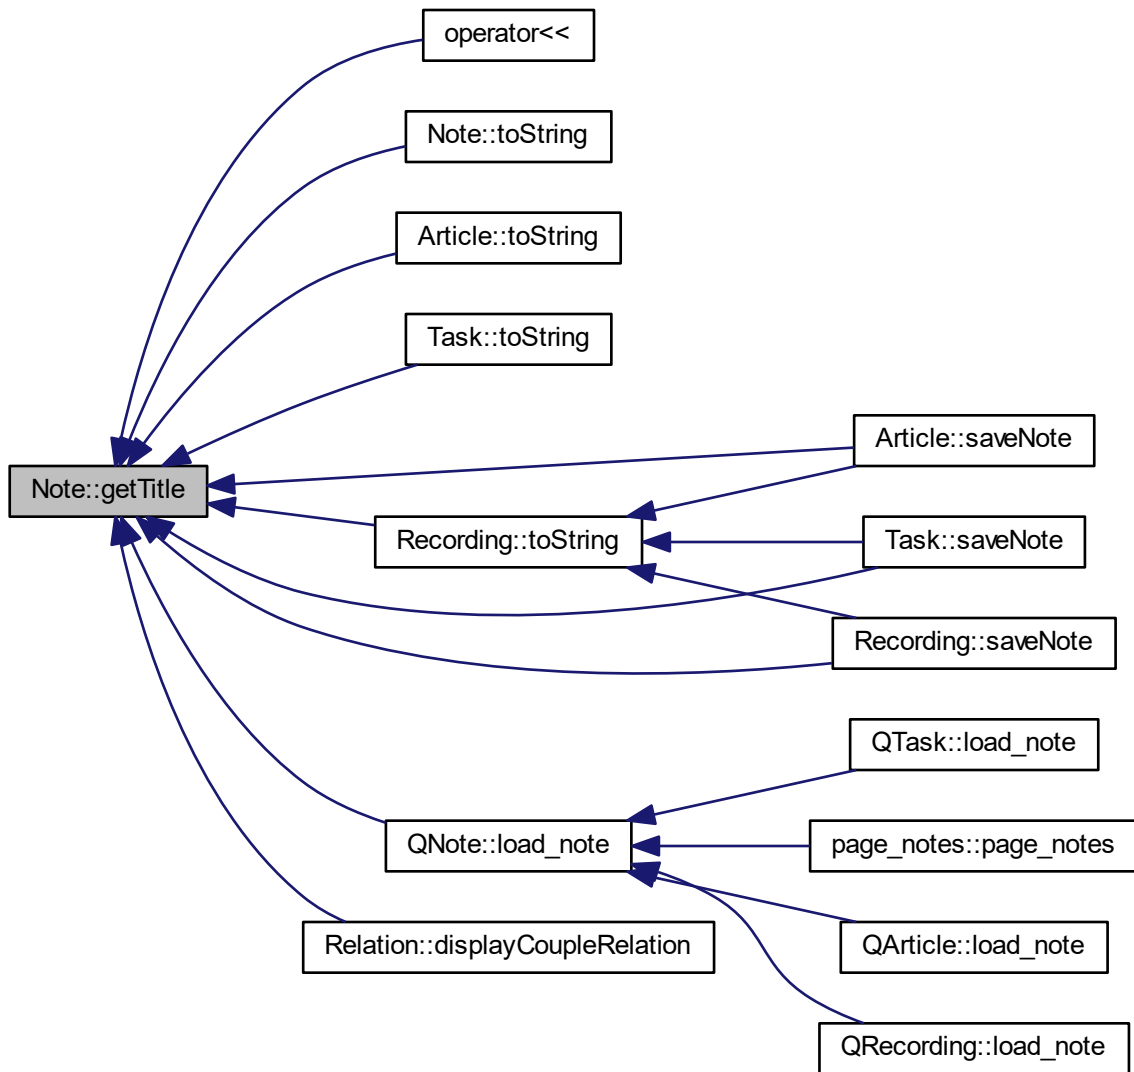 operator<<
Note::toString
Article::toString
Task::toString
Article::saveNote
Note::getTitle
Recording::toString
Task::saveNote
Recording::saveNote
QTask::load_note
QNote::load_note
page_notes::page_notes
Relation::displayCoupleRelation
QArticle::load_note
QRecording::load_note